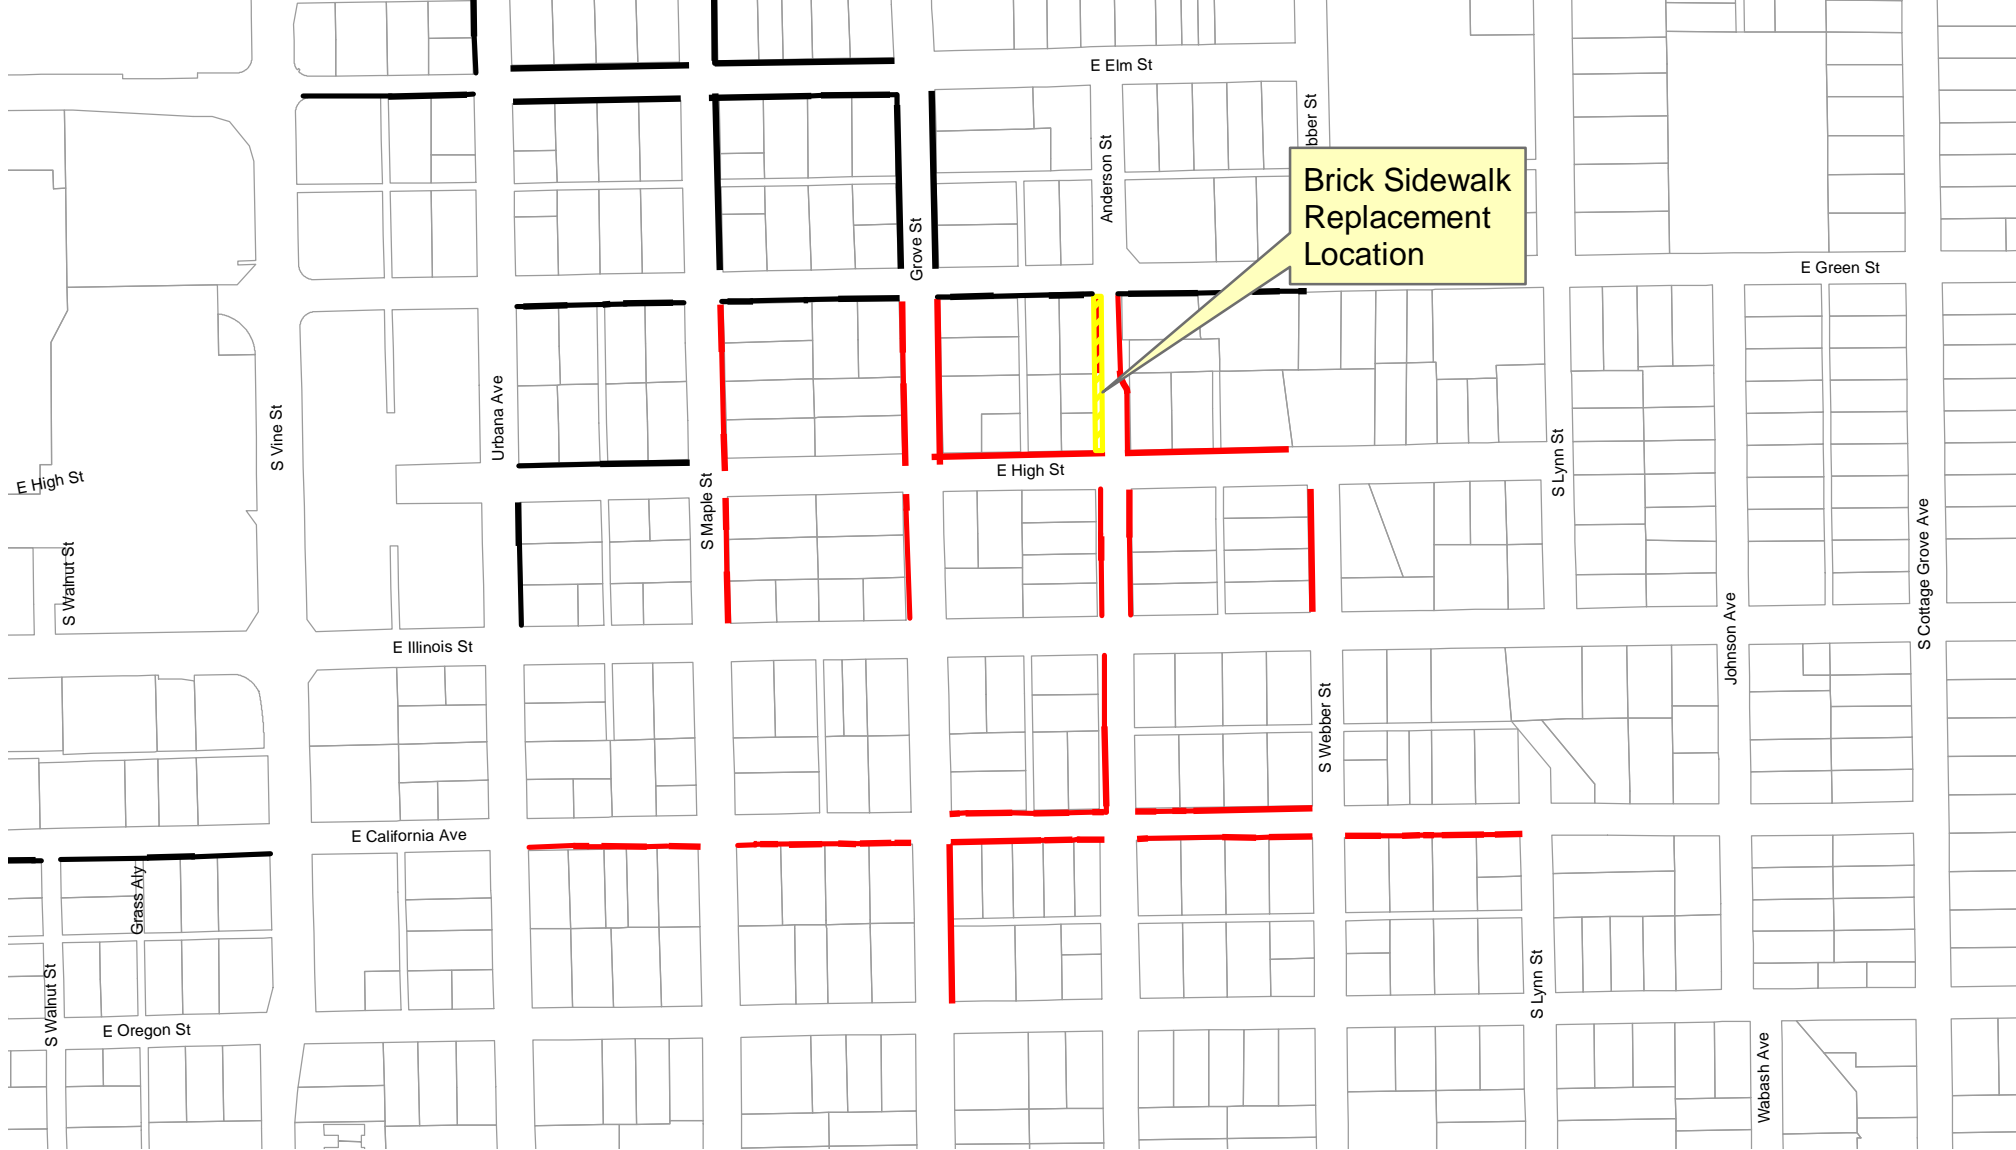 E Elm St
bber St
Anderson St
Brick Sidewalk
Replacement
Location
Grove St
E Green St
Urbana Ave
S Vine St
E High St
S Lynn St
E High St
S Maple St
S Walnut St
S Cottage Grove Ave
E Illinois St
Johnson Ave
S Webber St
E California Ave
Grass Aly
S Walnut St
S Lynn St
E Oregon St
Wabash Ave